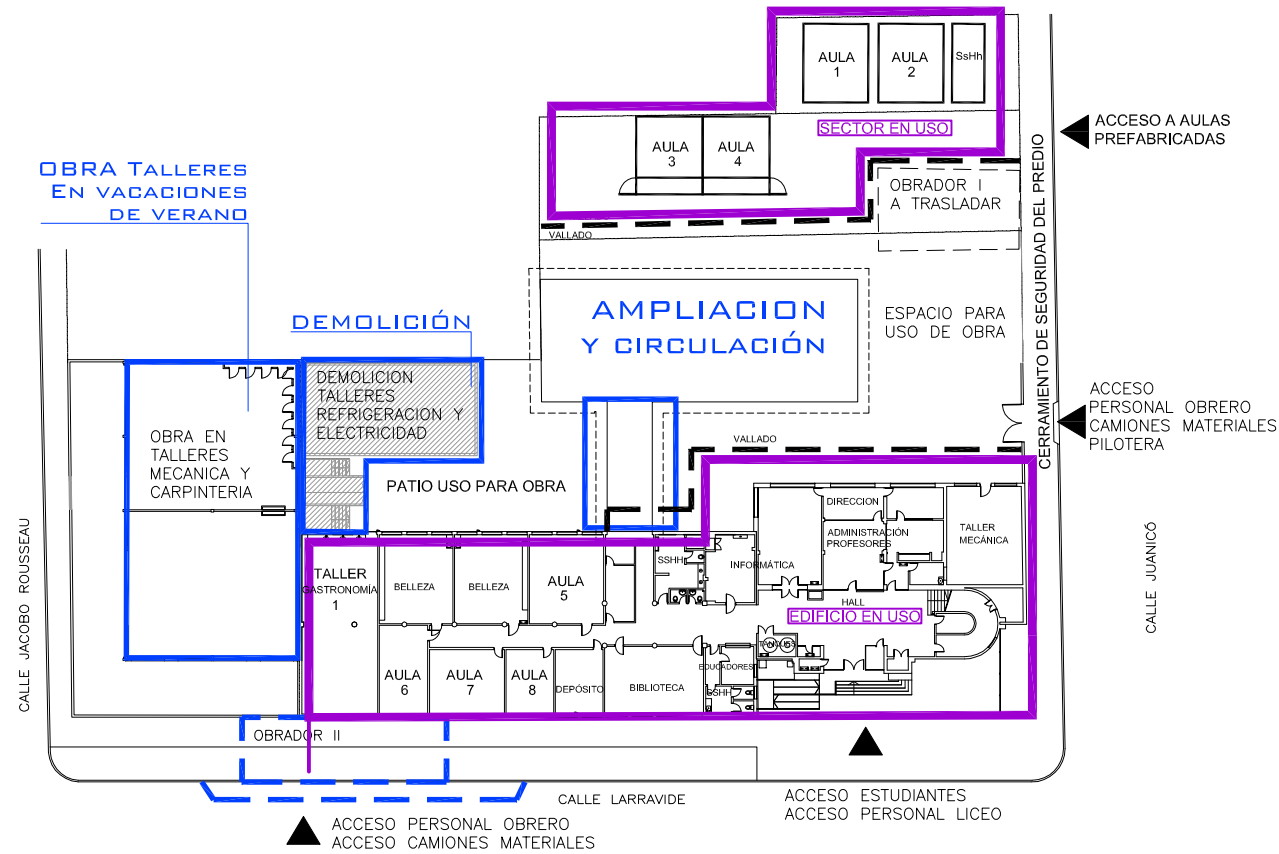 AULA
1
AULA
2
SsHh
SECTOR EN USO
AULA
3
AULA
4
ACCESO A AULAS
PREFABRICADAS
OBRA TALLERES
EN VACACIONES
DE VERANO
OBRADOR I
A TRASLADAR
VALLADO
CERRAMIENTO DE SEGURIDAD DEL PREDIO
DEMOLICIÓN
AMPLIACION
Y CIRCULACIÓN
ESPACIO PARA
USO DE OBRA
DEMOLICION
TALLERES
REFRIGERACION Y
ELECTRICIDAD
ACCESO
PERSONAL OBRERO
CAMIONES MATERIALES
PILOTERA
OBRA EN
TALLERES
MECANICA Y
CARPINTERIA
VALLADO
PATIO USO PARA OBRA
DIRECCION
ADMINISTRACIÓN
PROFESORES
TALLER
MECÁNICA
CALLE JACOBO ROUSSEAU
CALLE JUANICÓ
TALLER
GASTRONOMÍA
1
BELLEZA
BELLEZA
AULA
5
SSHH
INFORMÁTICA
HALL
EDIFICIO EN USO
TANQUES
AULA
6
AULA
7
AULA
8
DEPÓSITO
BIBLIOTECA
EDUCADORES
SSHH
OBRADOR II
CALLE LARRAVIDE
ACCESO ESTUDIANTES
ACCESO PERSONAL LICEO
ACCESO PERSONAL OBRERO
ACCESO CAMIONES MATERIALES